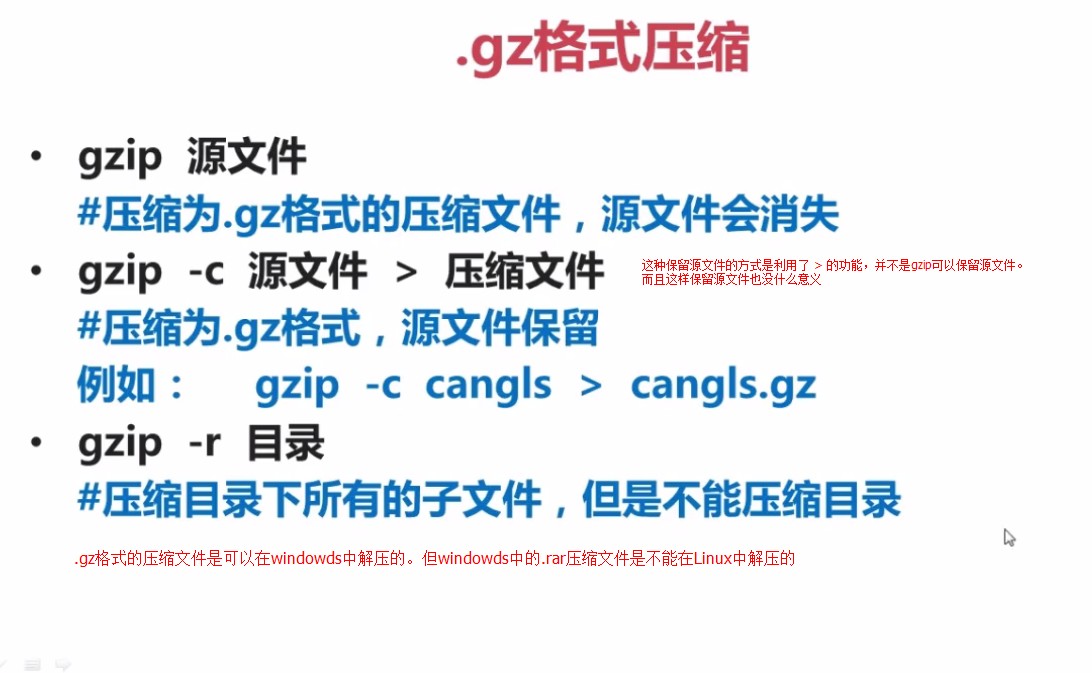 .gz格式压缩
• gzip 源文件
#压缩为.gz格式的压缩文件，源文件会消失
• gzip -c 源文件 > 压缩文件
这种保留源文件的方式是利用了 > 的功能，并不是gzip可以保留源文件。
而且这样保留源文件也没什么意义
#压缩为.gz格式，源文件保留
例如： gzip -c cangls > cangls.gz
• gzip -r 目录
#压缩目录下所有的子文件，但是不能压缩目录
.gz格式的压缩文件是可以在windowds中解压的。但windowds中的.rar压缩文件是不能在Linux中解压的